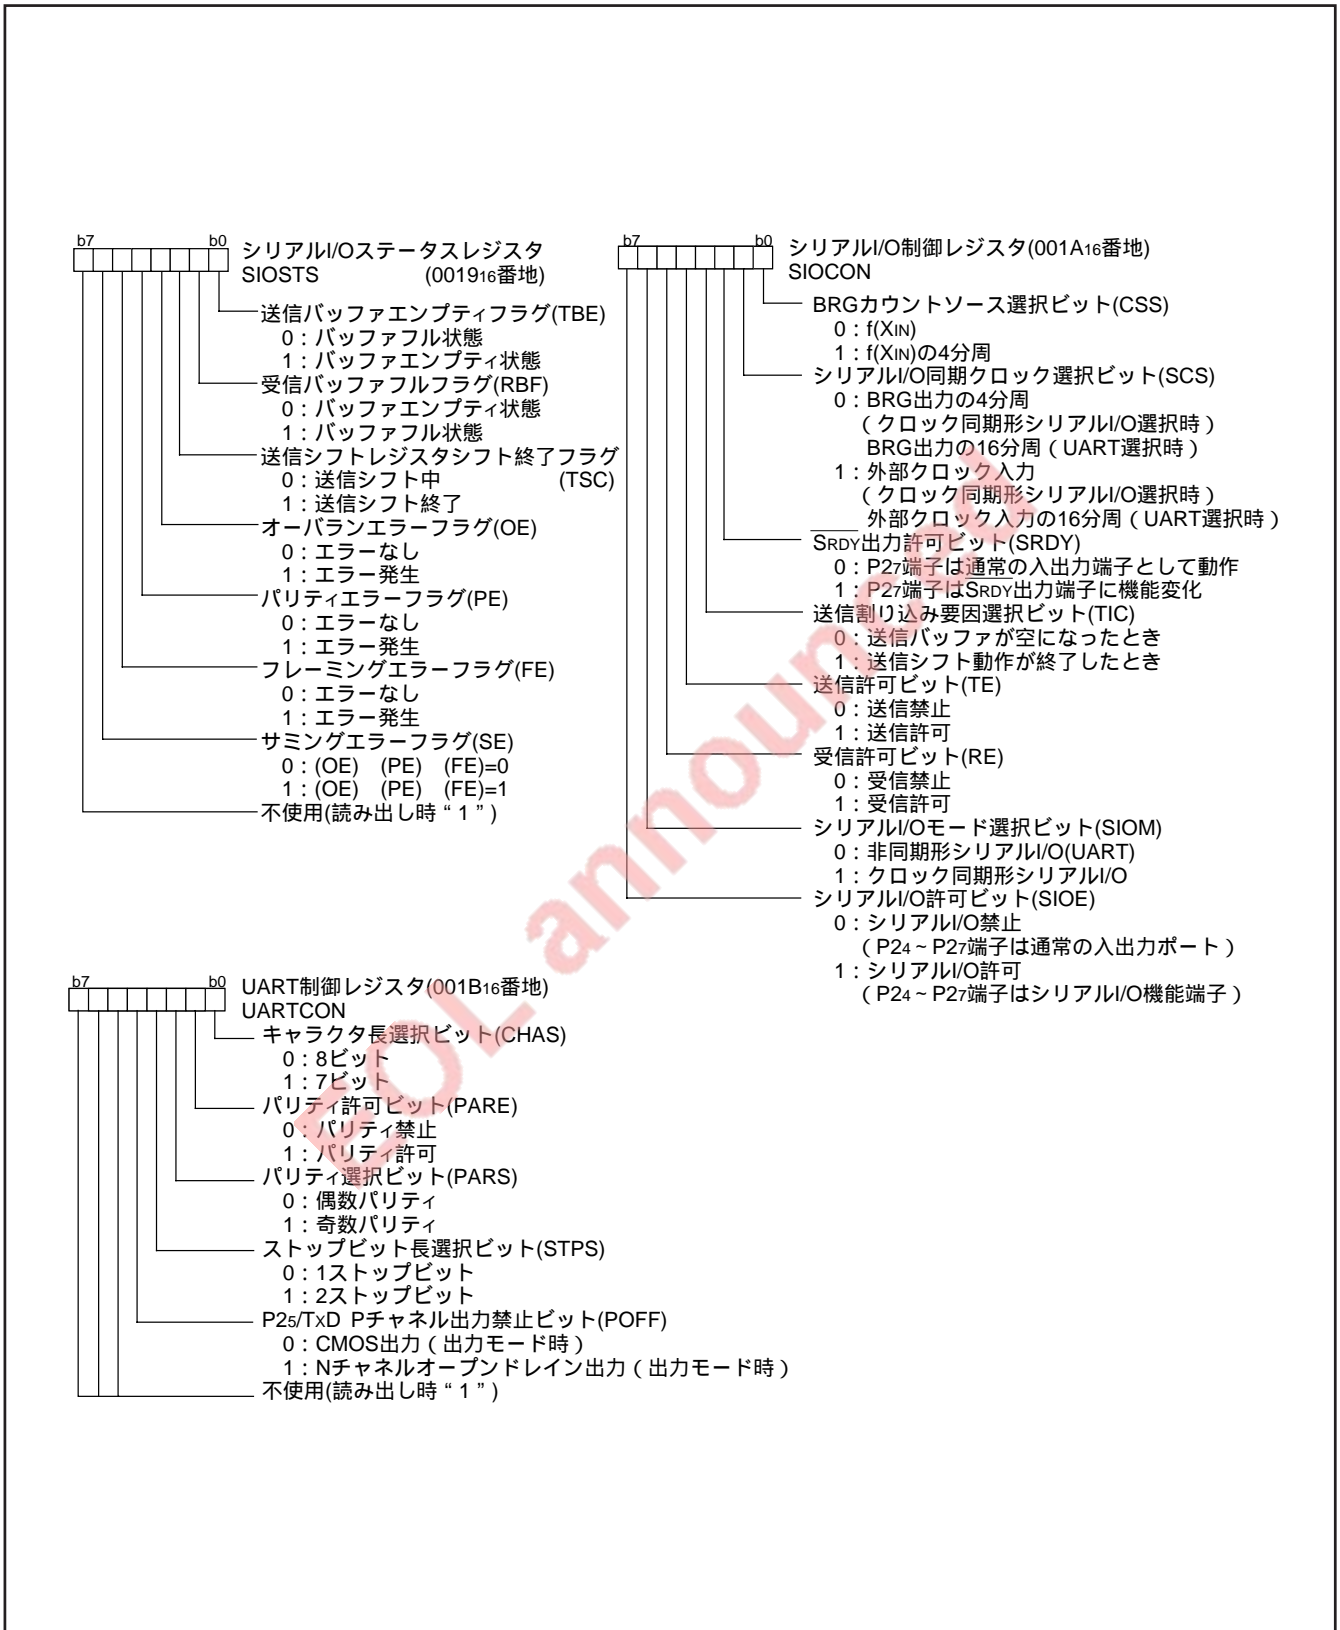 b7 b0
シリアルI/Oステータスレジスタ
SIOSTS (001916番地)
送信バッファエンプティフラグ(TBE)
0：バッファフル状態
1：バッファエンプティ状態
受信バッファフルフラグ(RBF)
0：バッファエンプティ状態
1：バッファフル状態
送信シフトレジスタシフト終了フラグ
0：送信シフト中 (TSC)
1：送信シフト終了
オーバランエラーフラグ(OE)
0：エラーなし
1：エラー発生
パリティエラーフラグ(PE)
0：エラーなし
1：エラー発生
フレーミングエラーフラグ(FE)
0：エラーなし
1：エラー発生
サミングエラーフラグ(SE)
0：(OE) (PE) (FE)=0
1：(OE) (PE) (FE)=1
不使用(読み出し時“1”)
b7 b0
シリアルI/O制御レジスタ(001A16番地)
SIOCON
BRGカウントソース選択ビット(CSS)
0：f(XIN)
1：f(XIN)の4分周
シリアルI/O同期クロック選択ビット(SCS)
0：BRG出力の4分周
（クロック同期形シリアルI/O選択時）
BRG出力の16分周（UART選択時）
1：外部クロック入力
（クロック同期形シリアルI/O選択時）
外部クロック入力の16分周（UART選択時）
SRDY出力許可ビット(SRDY)
0：P27端子は通常の入出力端子として動作
1：P27端子はSRDY出力端子に機能変化
送信割り込み要因選択ビット(TIC)
0：送信バッファが空になったとき
1：送信シフト動作が終了したとき
送信許可ビット(TE)
0：送信禁止
1：送信許可
受信許可ビット(RE)
0：受信禁止
1：受信許可
シリアルI/Oモード選択ビット(SIOM)
0：非同期形シリアルI/O(UART)
1：クロック同期形シリアルI/O
シリアルI/O許可ビット(SIOE)
0：シリアルI/O禁止
（P24～P27端子は通常の入出力ポート）
1：シリアルI/O許可
（P24～P27端子はシリアルI/O機能端子）
b7 b0
UART制御レジスタ(001B16番地)
UARTCON
キャラクタ長選択ビット(CHAS)
0：8ビット
1：7ビット
パリティ許可ビット(PARE)
0：パリティ禁止
1：パリティ許可
パリティ選択ビット(PARS)
0：偶数パリティ
1：奇数パリティ
ストップビット長選択ビット(STPS)
0：1ストップビット
1：2ストップビット
P25/TXD Pチャネル出力禁止ビット(POFF)
0：CMOS出力（出力モード時）
1：Nチャネルオープンドレイン出力（出力モード時）
不使用(読み出し時“1”)
EOL announced